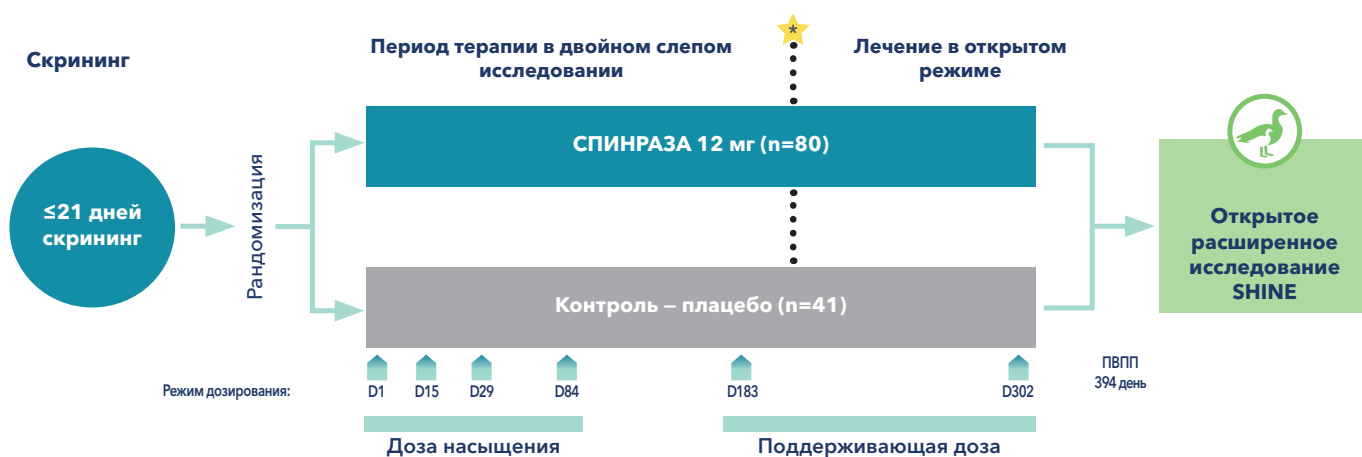 Скрининг
Период терапии в двойном слепом
исследовании
*
Лечение в открытом
режиме
≤21 дней
скрининг
Рандомизация
СПИНРАЗА 12 мг (n=80)
Контроль – плацебо (n=41)
Открытое
расширенное
исследование
SHINE
Режим дозирования:
D1
D15
D29
D84
D183
D302
ПВПП
394 день
Доза насыщения
Поддерживающая доза